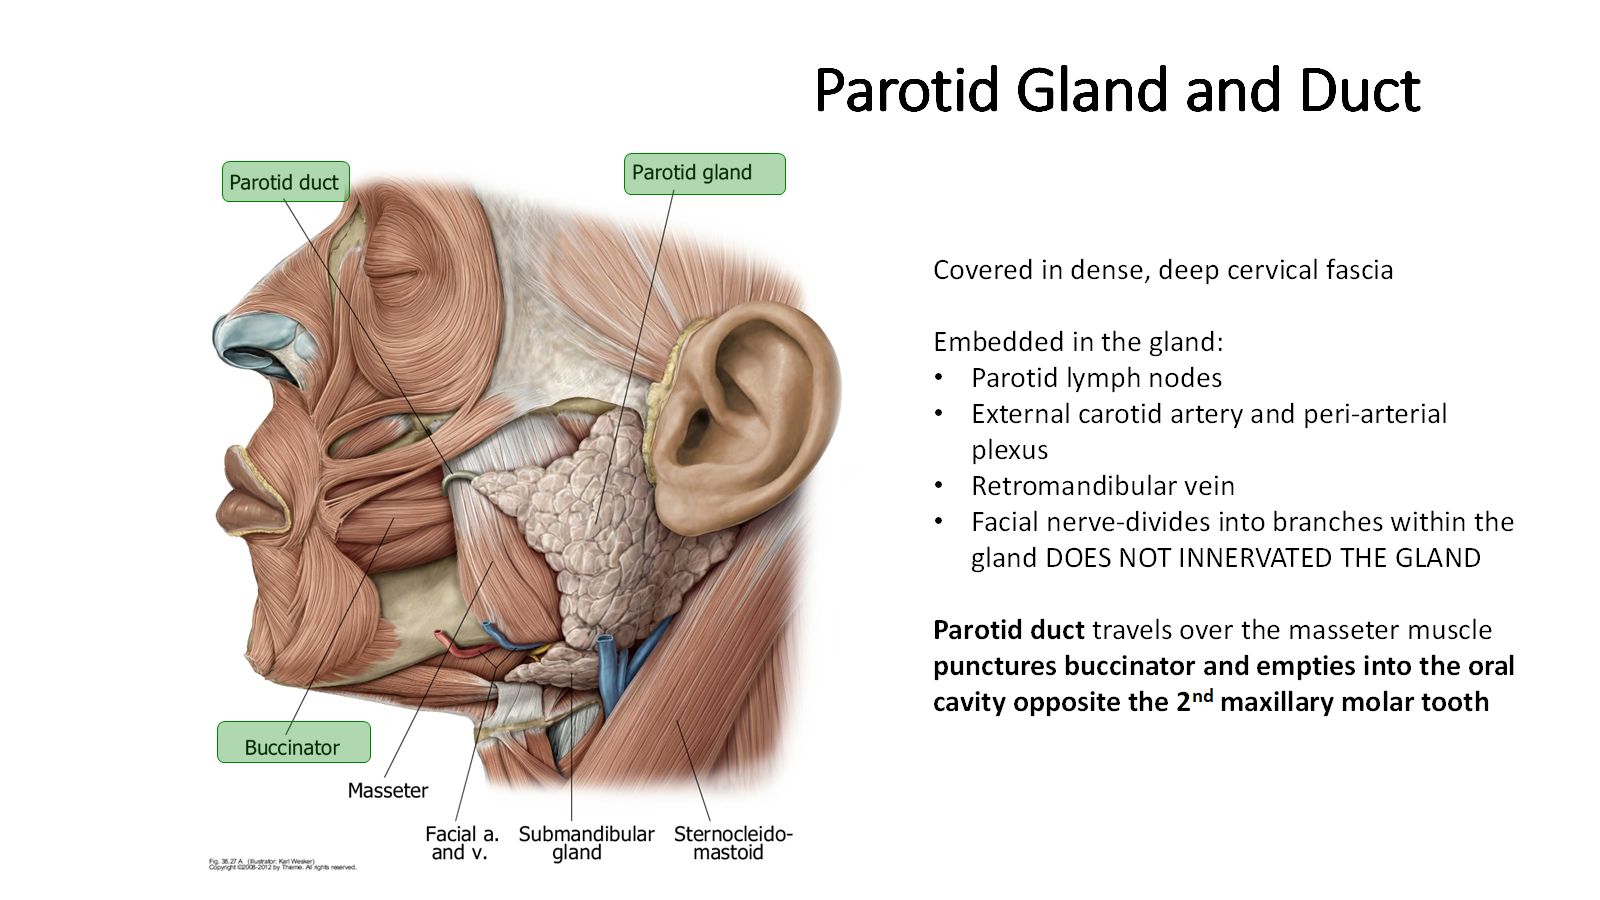 Parotid Gland and Duct
Parotid duct
Parotid gland
Covered in dense, deep cervical fascia
Embedded in the gland:
• Parotid lymph nodes
• External carotid artery and peri-arterial
plexus
• Retromandibular vein
• Facial nerve-divides into branches within the
gland DOES NOT INNERVATED THE GLAND
Parotid duct travels over the masseter muscle
punctures buccinator and empties into the oral
cavity opposite the 2nd maxillary molar tooth
Buccinator
Masseter
Facial a.
and v.
Submandibular
gland
Sternocleido-
mastoid
Fig. 38.27 A (Illustrator: Karl Wesker)
Copyright ©2008-2012 by Thieme. All rights reserved.